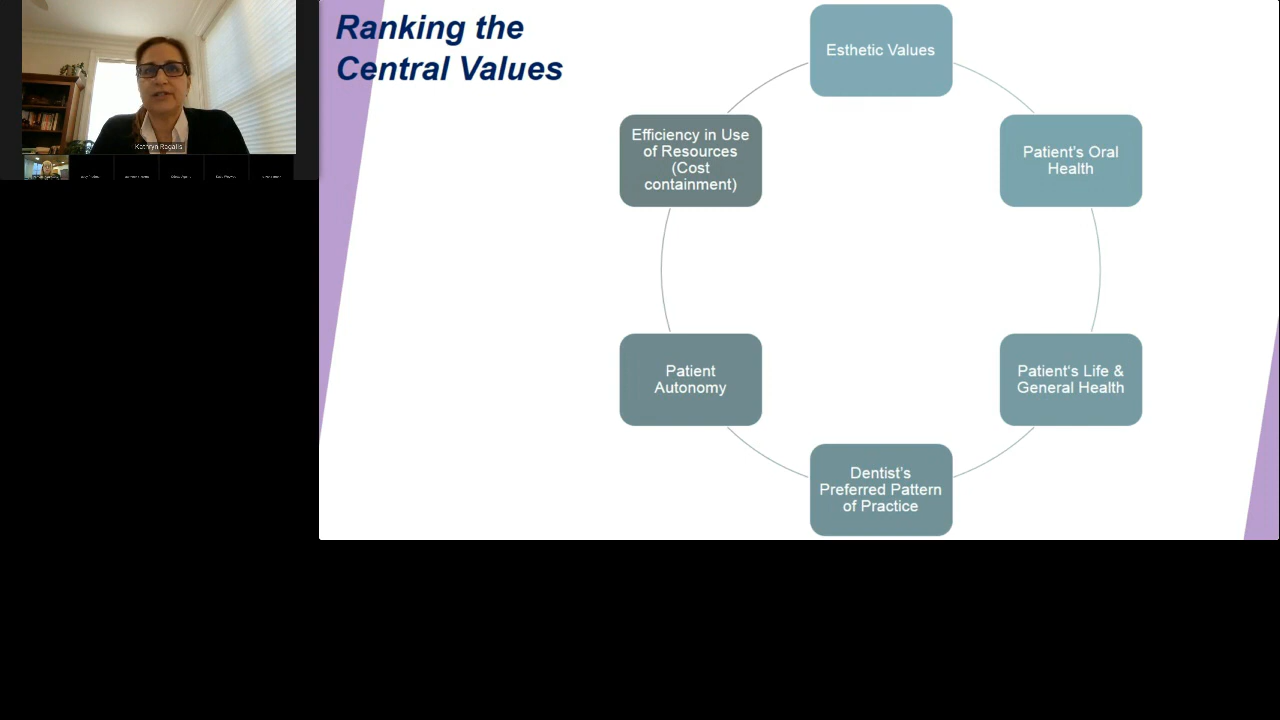 Ranking the
Central Values
Esthetic Values
Patient's Oral
Health
Patient's Life &
General Health
Dentist's
Preferred Pattern
of Practice
Patient
Autonomy
Efficiency in Use
of Resources
(Cost
containment)
Kathryn Ragalis